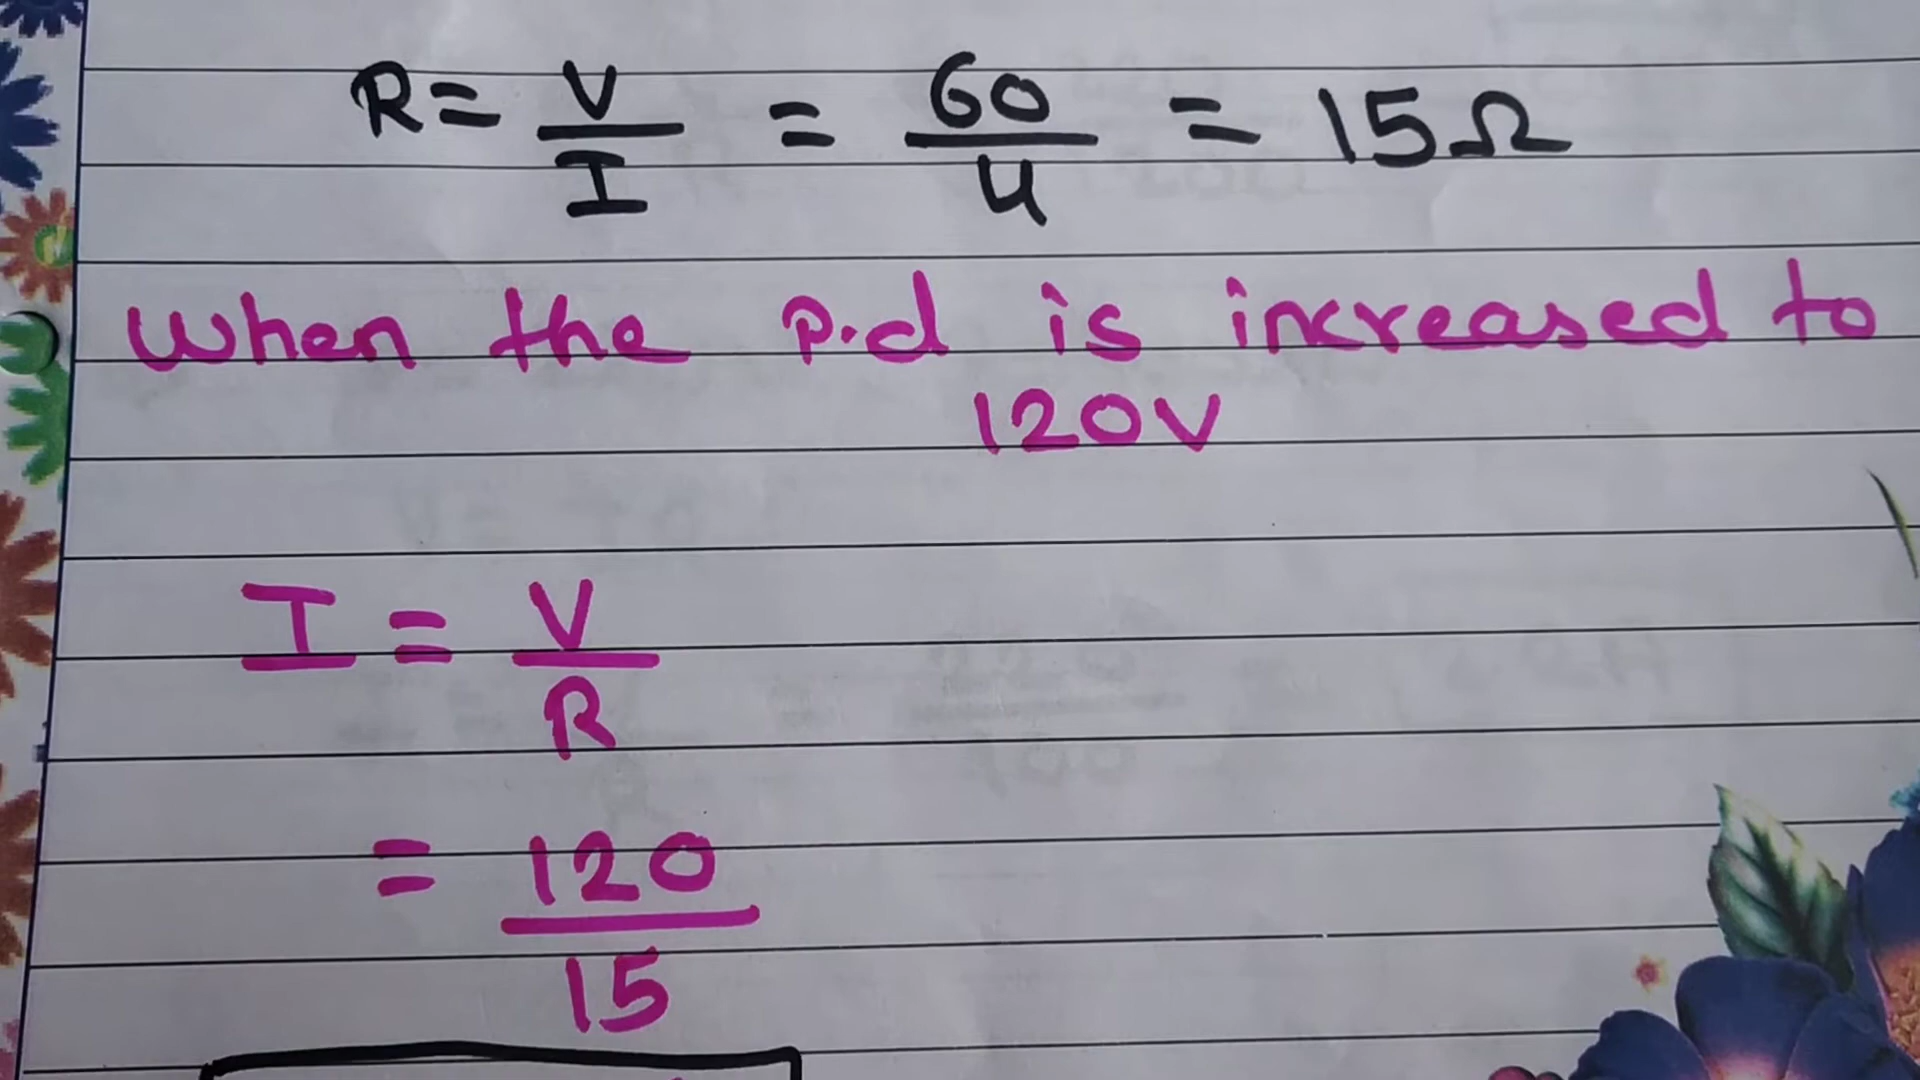 R = V/I = 60/4 = 15Ω
When the p.d is increased to
120V
I = V/R
= 120/15